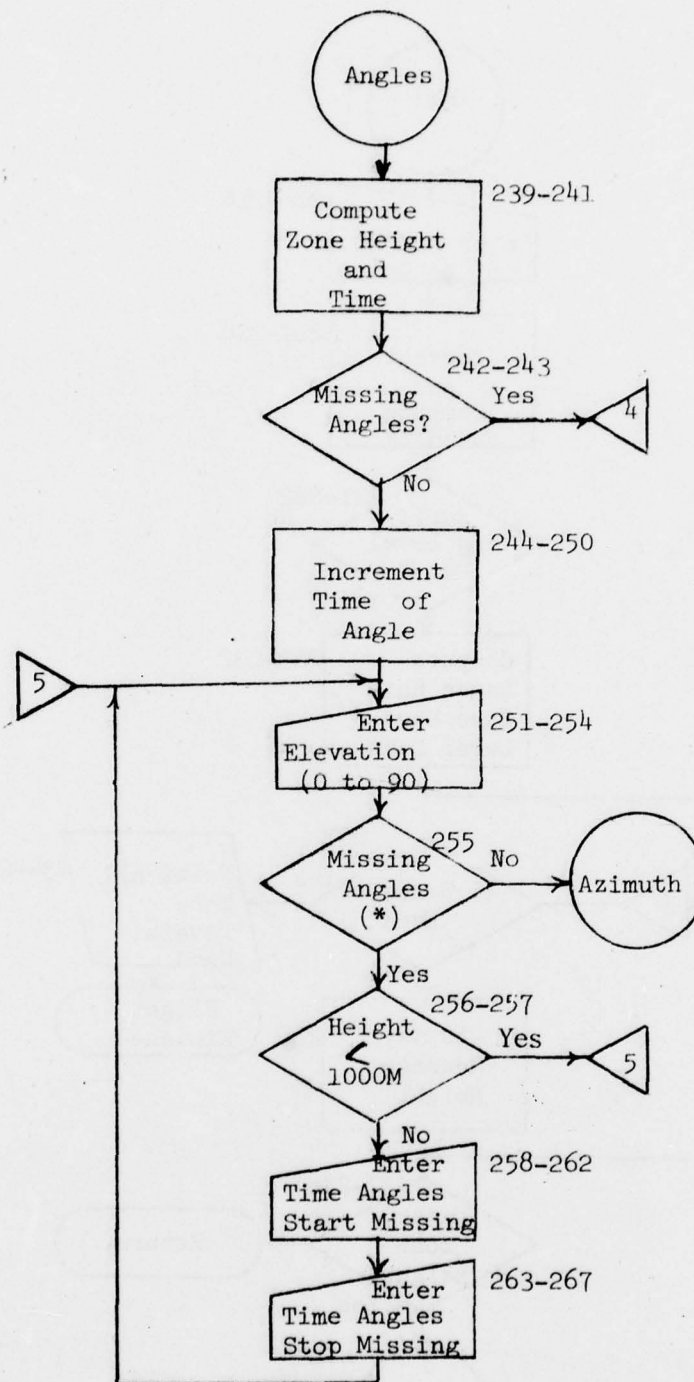 Angles
239-241
Compute
Zone Height
and
Time
242-243
Missing
Angles?
Yes
4
No
244-250
Increment
Time of
Angle
5
Enter
Elevation
(0 to 90)
251-254
255
Missing
Angles
(*)
No
Azimuth
Yes
256-257
Height
<
1000M
Yes
5
No
Enter
Time Angles
Start Missing
258-262
Enter
Time Angles
Stop Missing
263-267